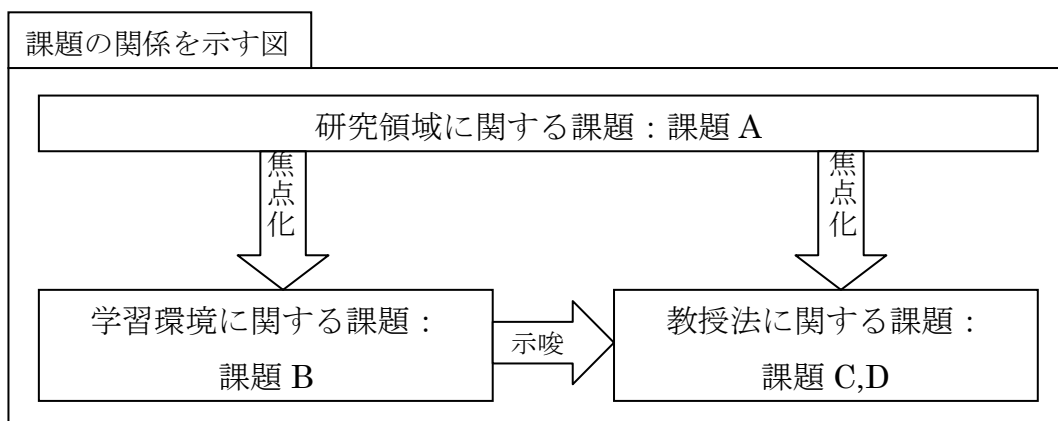 課題の関係を示す図
研究領域に関する課題：課題 A
焦点化
焦点化
学習環境に関する課題：
課題 B
示唆
教授法に関する課題：
課題 C,D